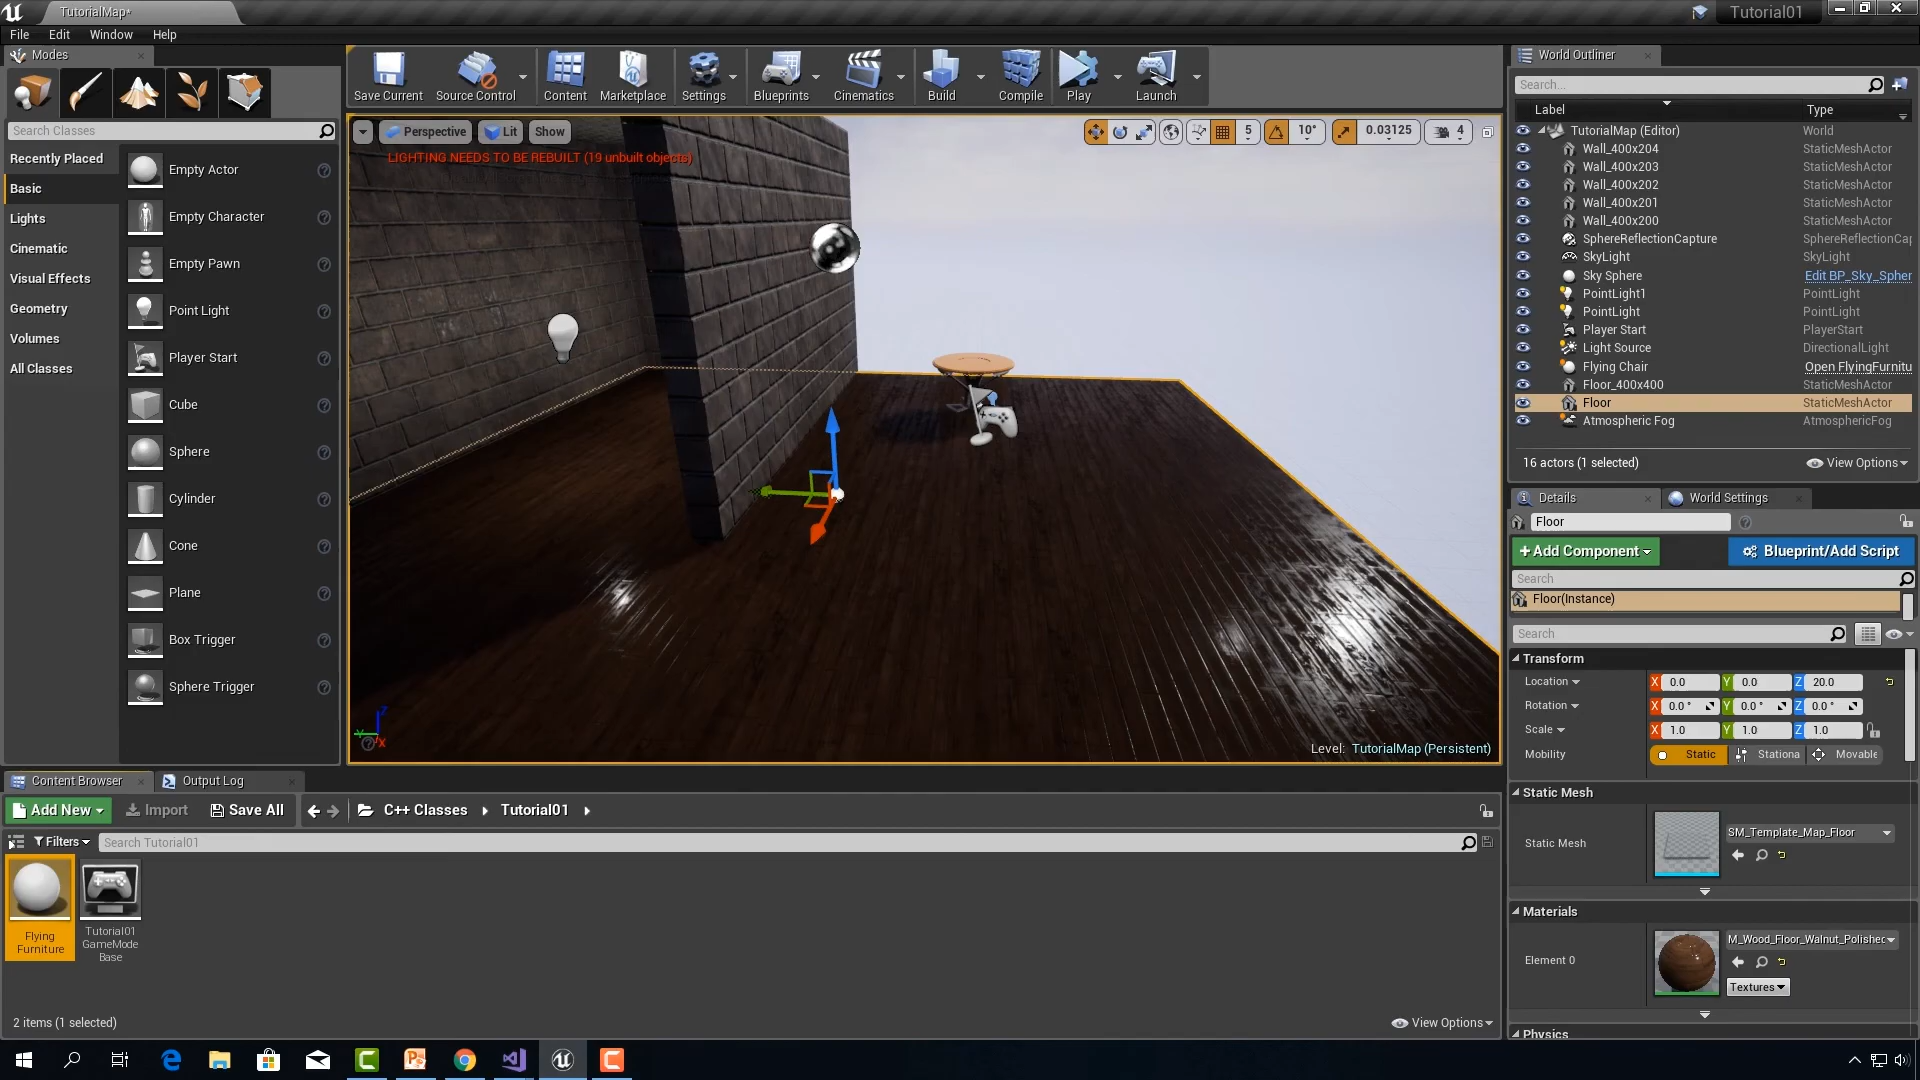 TutorialMap*
Tutorial01
File
Edit
Window
Help
Modes
Search Classes
Recently Placed
Basic
Lights
Cinematic
Visual Effects
Geometry
Volumes
All Classes
Empty Actor
Empty Character
Empty Pawn
Point Light
Player Start
Cube
Sphere
Cylinder
Cone
Plane
Box Trigger
Sphere Trigger
Save Current
Source Control
Content
Marketplace
Settings
Blueprints
Cinematics
Build
Compile
Play
Launch
Perspective
Lit
Show
5
10°
0.03125
4
LIGHTING NEEDS TO BE REBUILT (19 unbuilt objects)
Level: TutorialMap (Persistent)
World Outliner
Search...
Label
Type
TutorialMap (Editor) World
Wall_400x204 StaticMeshActor
Wall_400x203 StaticMeshActor
Wall_400x202 StaticMeshActor
Wall_400x201 StaticMeshActor
Wall_400x200 StaticMeshActor
SphereReflectionCapture SphereReflectionCap
SkyLight SkyLight
Sky Sphere Edit BP_Sky_Spher
PointLight1 PointLight
PointLight PointLight
Player Start PlayerStart
Light Source DirectionalLight
Flying Chair Open FlyingFurnitu
Floor_400x400 StaticMeshActor
Floor StaticMeshActor
Atmospheric Fog AtmosphericFog
16 actors (1 selected)
View Options
Details
World Settings
Floor
+Add Component
Blueprint/Add Script
Search
Floor(Instance)
Search
Transform
Location X 0.0 Y 0.0 Z 20.0
Rotation X 0.0 ° Y 0.0 ° Z 0.0 °
Scale X 1.0 Y 1.0 Z 1.0
Mobility Static Stationa Movable
Static Mesh
Static Mesh
SM_Template_Map_Floor
Materials
Element 0
M_Wood_Floor_Walnut_Polished
Textures
Physics
Content Browser
Output Log
Add New
Import
Save All
C++ Classes
Tutorial01
Filters
Search Tutorial01
Flying
Furniture
Tutorial01
GameMode
Base
2 items (1 selected)
View Options